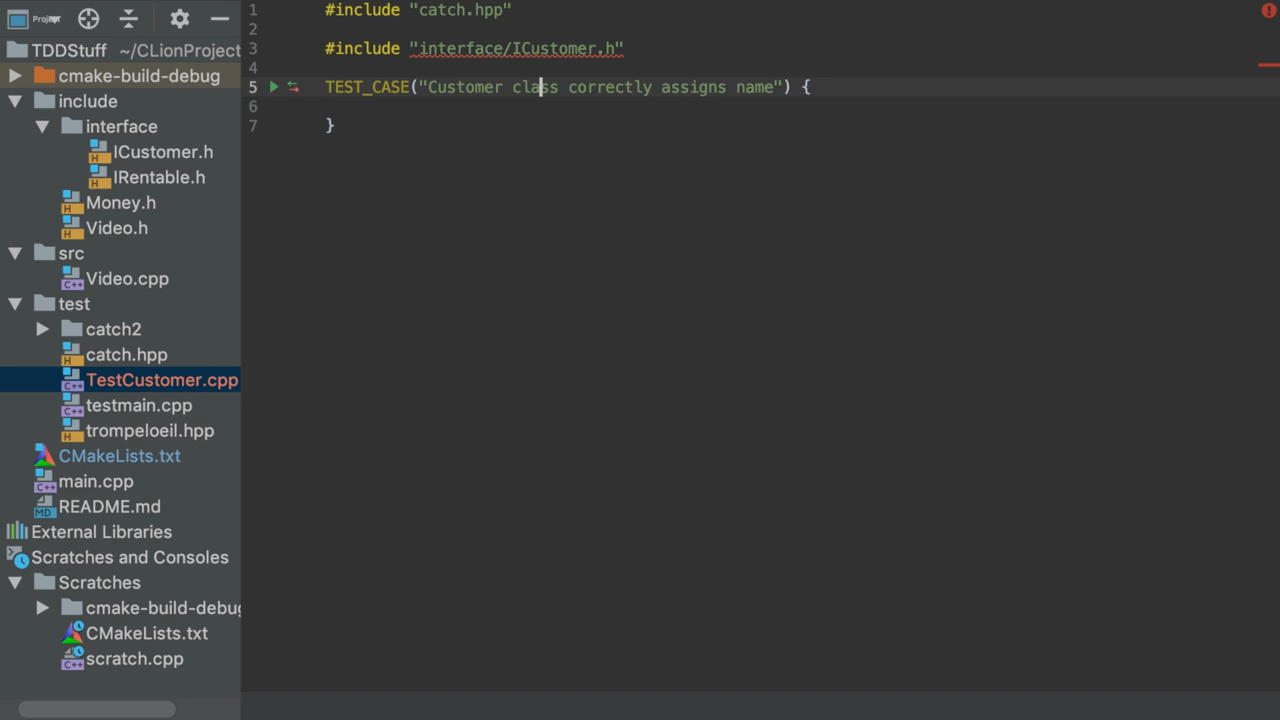 Project
TDDStuff ~/CLionProject
cmake-build-debug
include
interface
ICustomer.h
IRentable.h
Money.h
Video.h
src
Video.cpp
test
catch2
catch.hpp
TestCustomer.cpp
testmain.cpp
trompeloeil.hpp
CMakeLists.txt
main.cpp
README.md
External Libraries
Scratches and Consoles
Scratches
cmake-build-debug
CMakeLists.txt
scratch.cpp
1 #include "catch.hpp"
2
3 #include "interface/ICustomer.h"
4
5 TEST_CASE("Customer class correctly assigns name") {
6
7 }